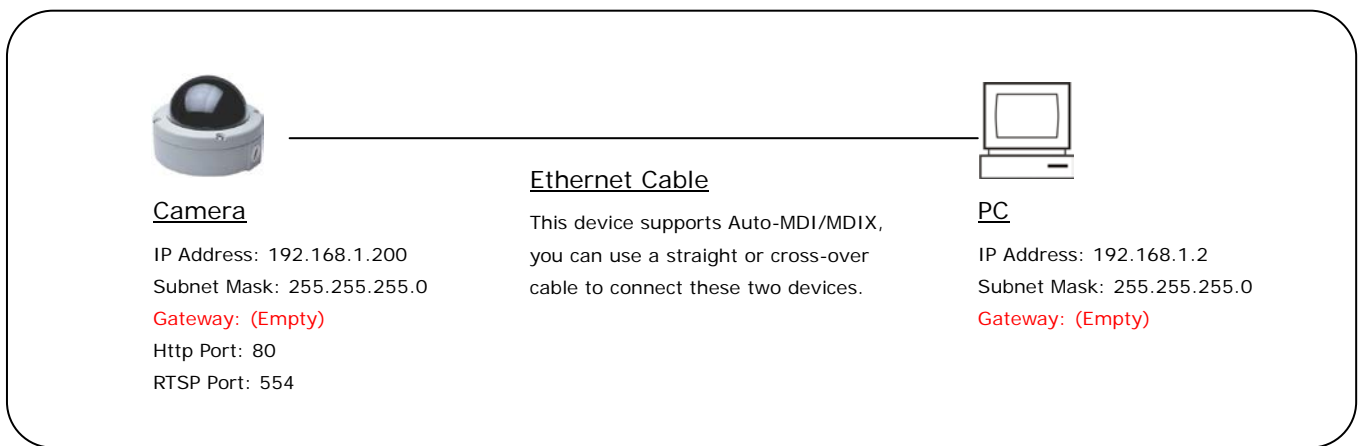 Camera
IP Address: 192.168.1.200
Subnet Mask: 255.255.255.0
Gateway: (Empty)
Http Port: 80
RTSP Port: 554
Ethernet Cable
This device supports Auto-MDI/MDIX,
you can use a straight or cross-over
cable to connect these two devices.
PC
IP Address: 192.168.1.2
Subnet Mask: 255.255.255.0
Gateway: (Empty)